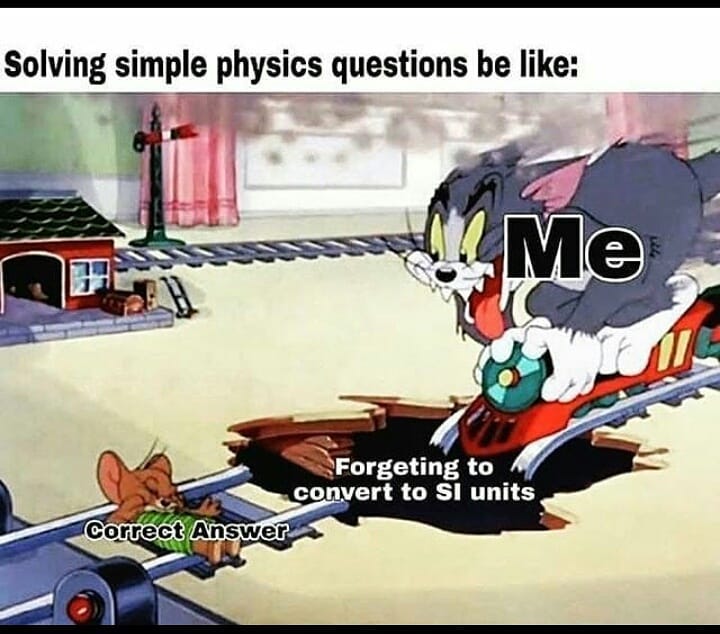 Solving simple physics questions be like:
Me
Forgeting to
convert to SI units
Correct Answer